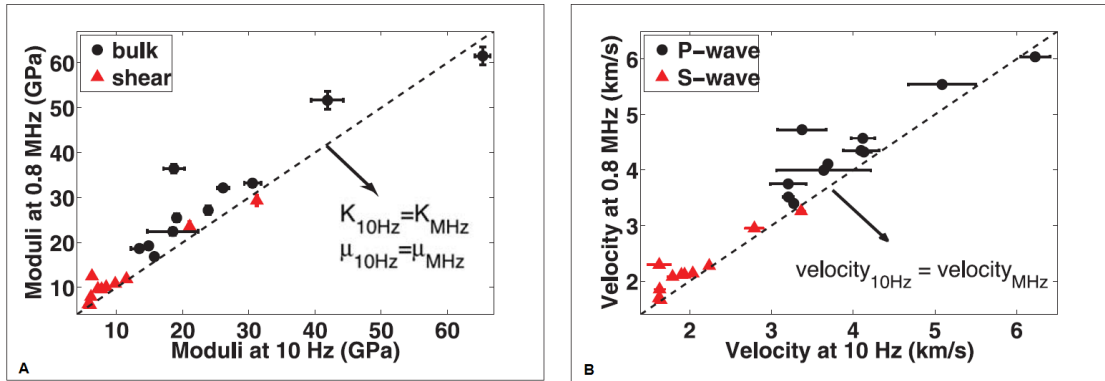 bulk
shear
60
50
40
30
20
10
Moduli at 0.8 MHz (GPa)
K10Hz=KMHz
μ10Hz=μMHz
10 20 30 40 50 60
Moduli at 10 Hz (GPa)
A
P-wave
S-wave
6
5
4
3
2
Velocity at 0.8 MHz (km/s)
velocity10Hz = velocityMHz
2 3 4 5 6
Velocity at 10 Hz (km/s)
B